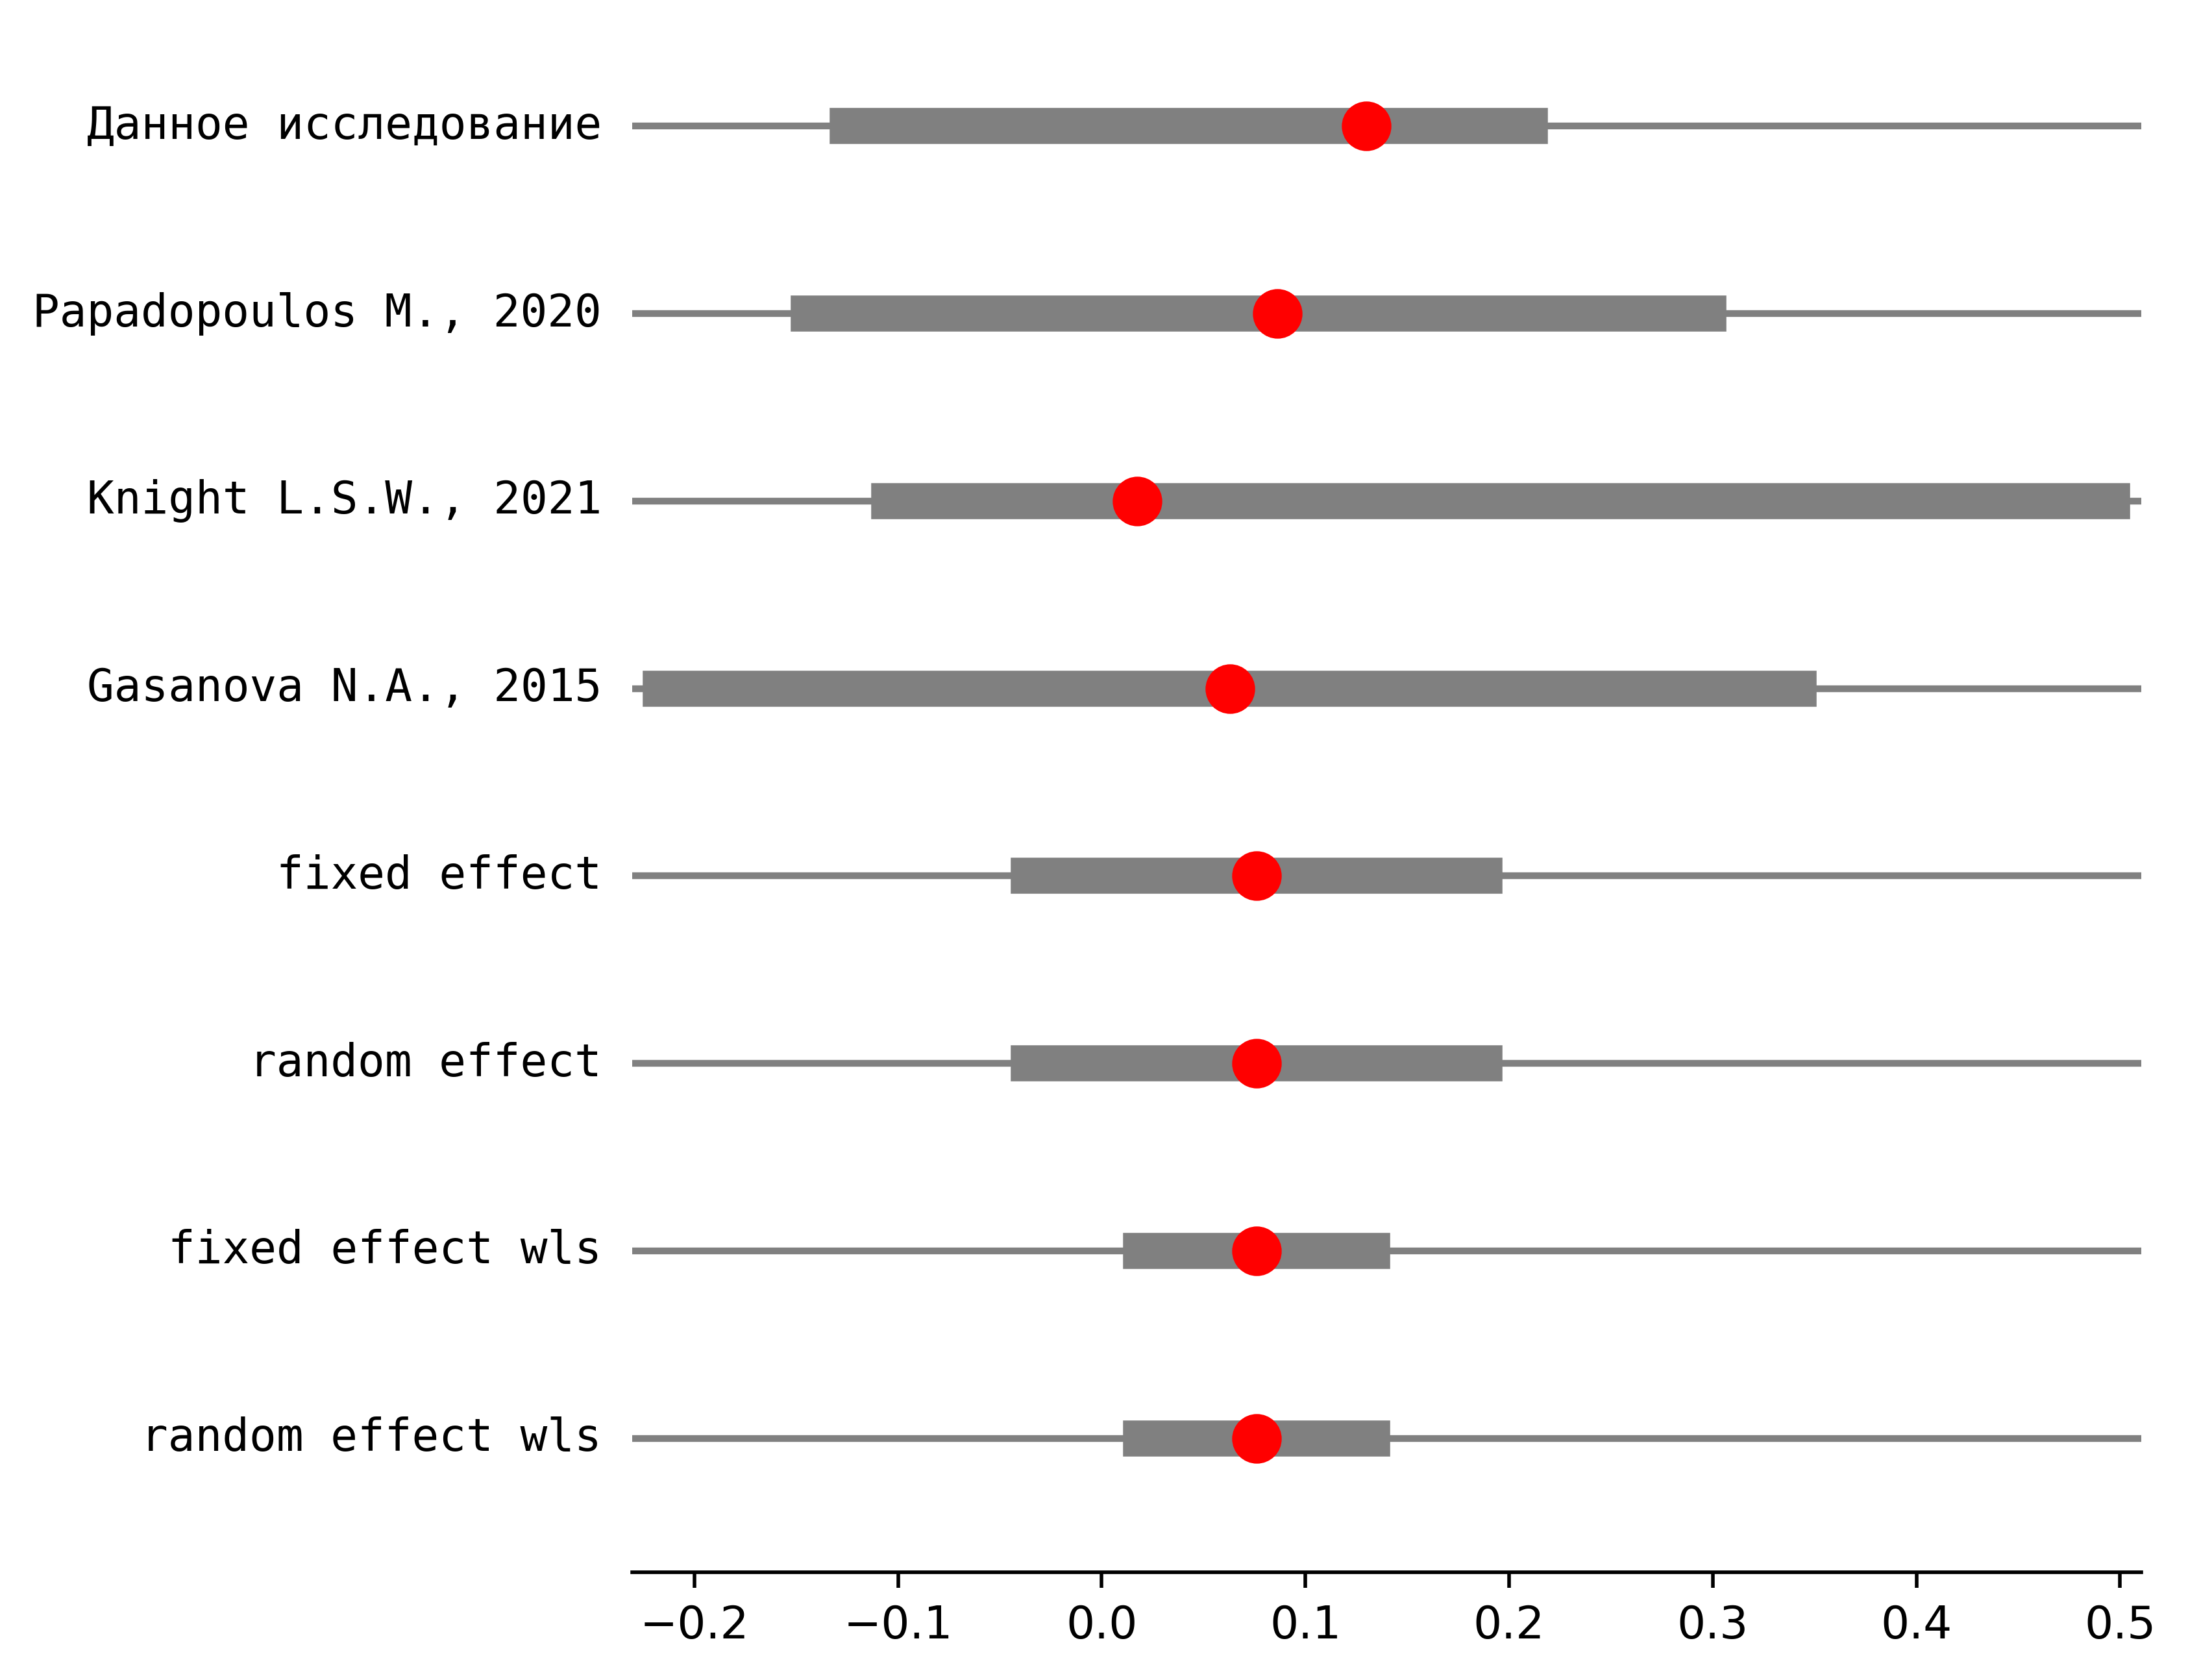 Данное исследование
Papadopoulos M., 2020
Knight L.S.W., 2021
Gasanova N.A., 2015
fixed effect
random effect
fixed effect wls
random effect wls
−0.2 −0.1 0.0 0.1 0.2 0.3 0.4 0.5